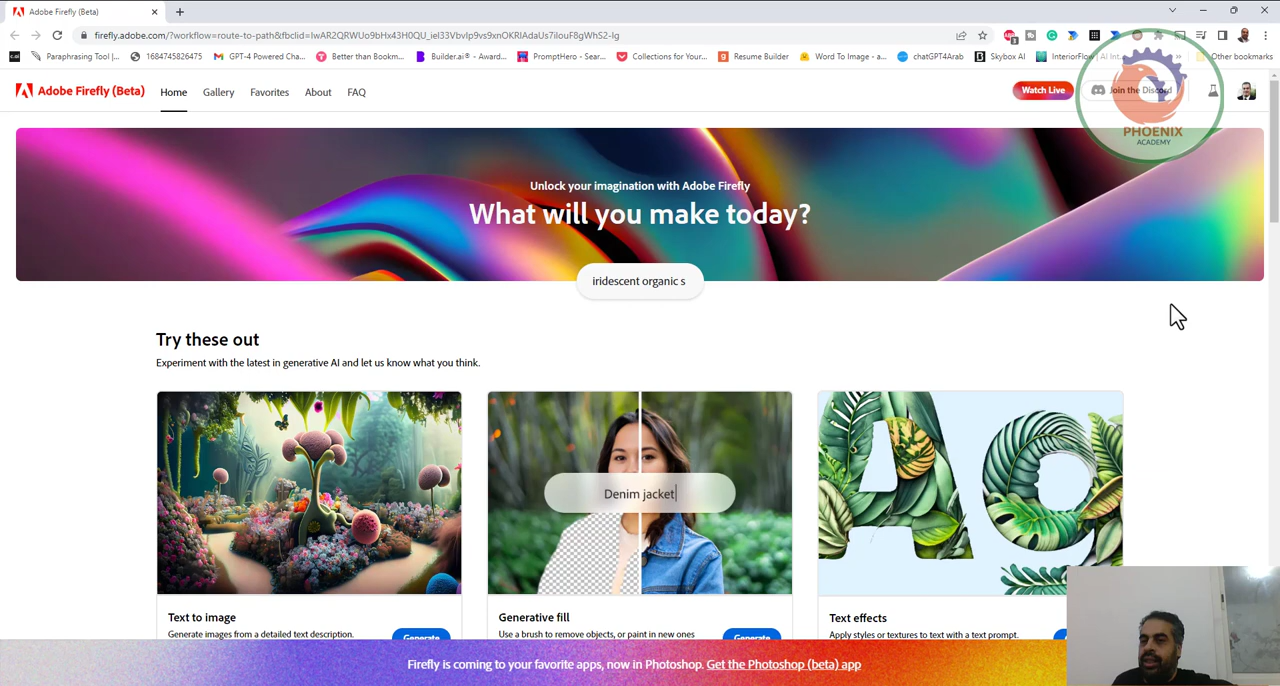 Adobe Firefly (Beta)
firefly.adobe.com/?workflow=route-to-path&fbclid=IwAR2QRWUo9bHx43H0QU_iel33Vbvlp9vs9xnOKRIAdaUs7ilouF8gWhS2-lg
Paraphrasing Tool |... 1684745826475 GPT-4 Powered Cha... Better than Bookm... Builder.ai® - Awar... PromptHero - Sear... Collections for Your... Resume Builder Word To Image - a... chatGPT4Arab Skybox AI InteriorFlow | AI Int... » Other bookmarks
Adobe Firefly (Beta) Home Gallery Favorites About FAQ Watch Live Join the Discord
PHOENIX
ACADEMY
Unlock your imagination with Adobe Firefly
What will you make today?
iridescent organic s
Try these out
Experiment with the latest in generative AI and let us know what you think.
Denim jacket
Ag
Text to image
Generate images from a detailed text description.
Generate
Generative fill
Use a brush to remove objects, or paint in new ones
Generate
Text effects
Apply styles or textures to text with a text prompt.
Firefly is coming to your favorite apps, now in Photoshop. Get the Photoshop (beta) app